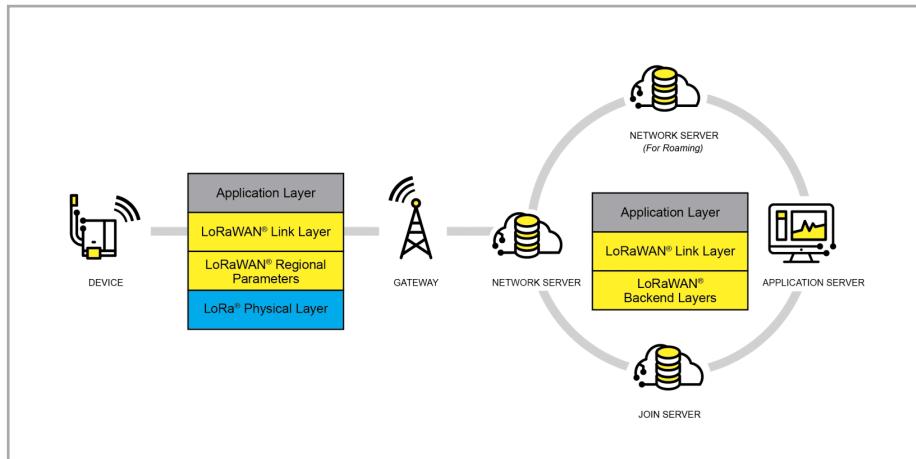 NETWORK SERVER
(For Roaming)
Application Layer
LoRaWAN® Link Layer
LoRaWAN® Regional
Parameters
LoRa® Physical Layer
Application Layer
LoRaWAN® Link Layer
LoRaWAN®
Backend Layers
DEVICE
GATEWAY
NETWORK SERVER
APPLICATION SERVER
JOIN SERVER